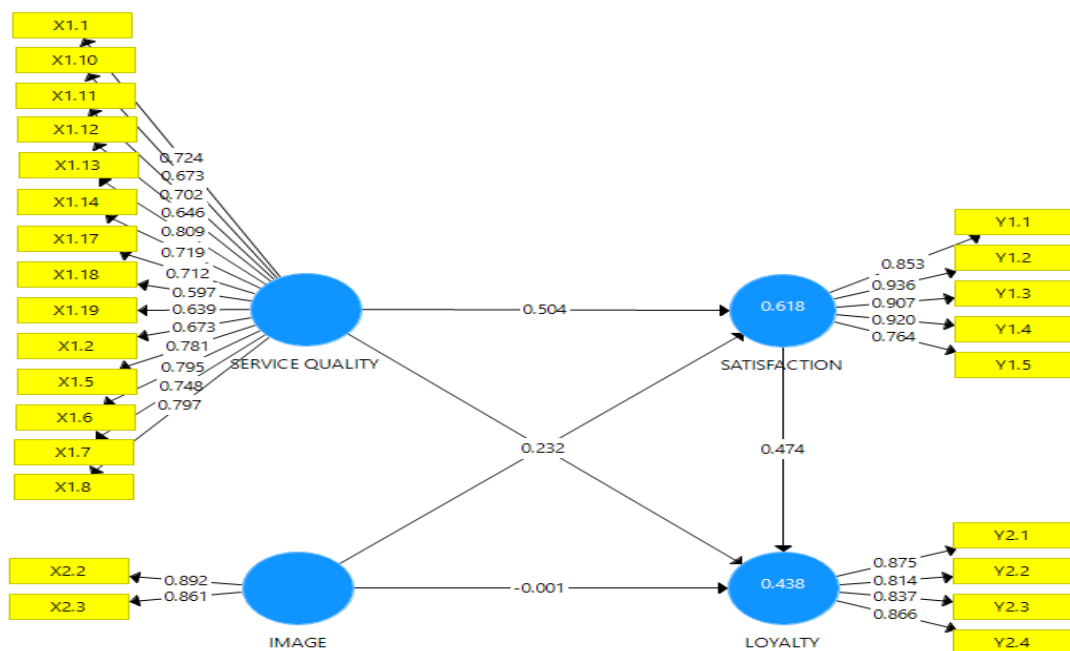 X1.1
X1.10
X1.11
X1.12
X1.13
X1.14
X1.17
X1.18
X1.19
X1.2
X1.5
X1.6
X1.7
X1.8
0.724
0.673
0.702
0.646
0.809
0.719
0.712
0.597
0.639
0.673
0.781
0.795
0.748
0.797
SERVICE QUALITY
0.504
0.618
SATISFACTION
0.853
0.936
0.907
0.920
0.764
Y1.1
Y1.2
Y1.3
Y1.4
Y1.5
0.232
0.474
X2.2
X2.3
0.892
0.861
IMAGE
-0.001
0.438
LOYALTY
0.875
0.814
0.837
0.866
Y2.1
Y2.2
Y2.3
Y2.4